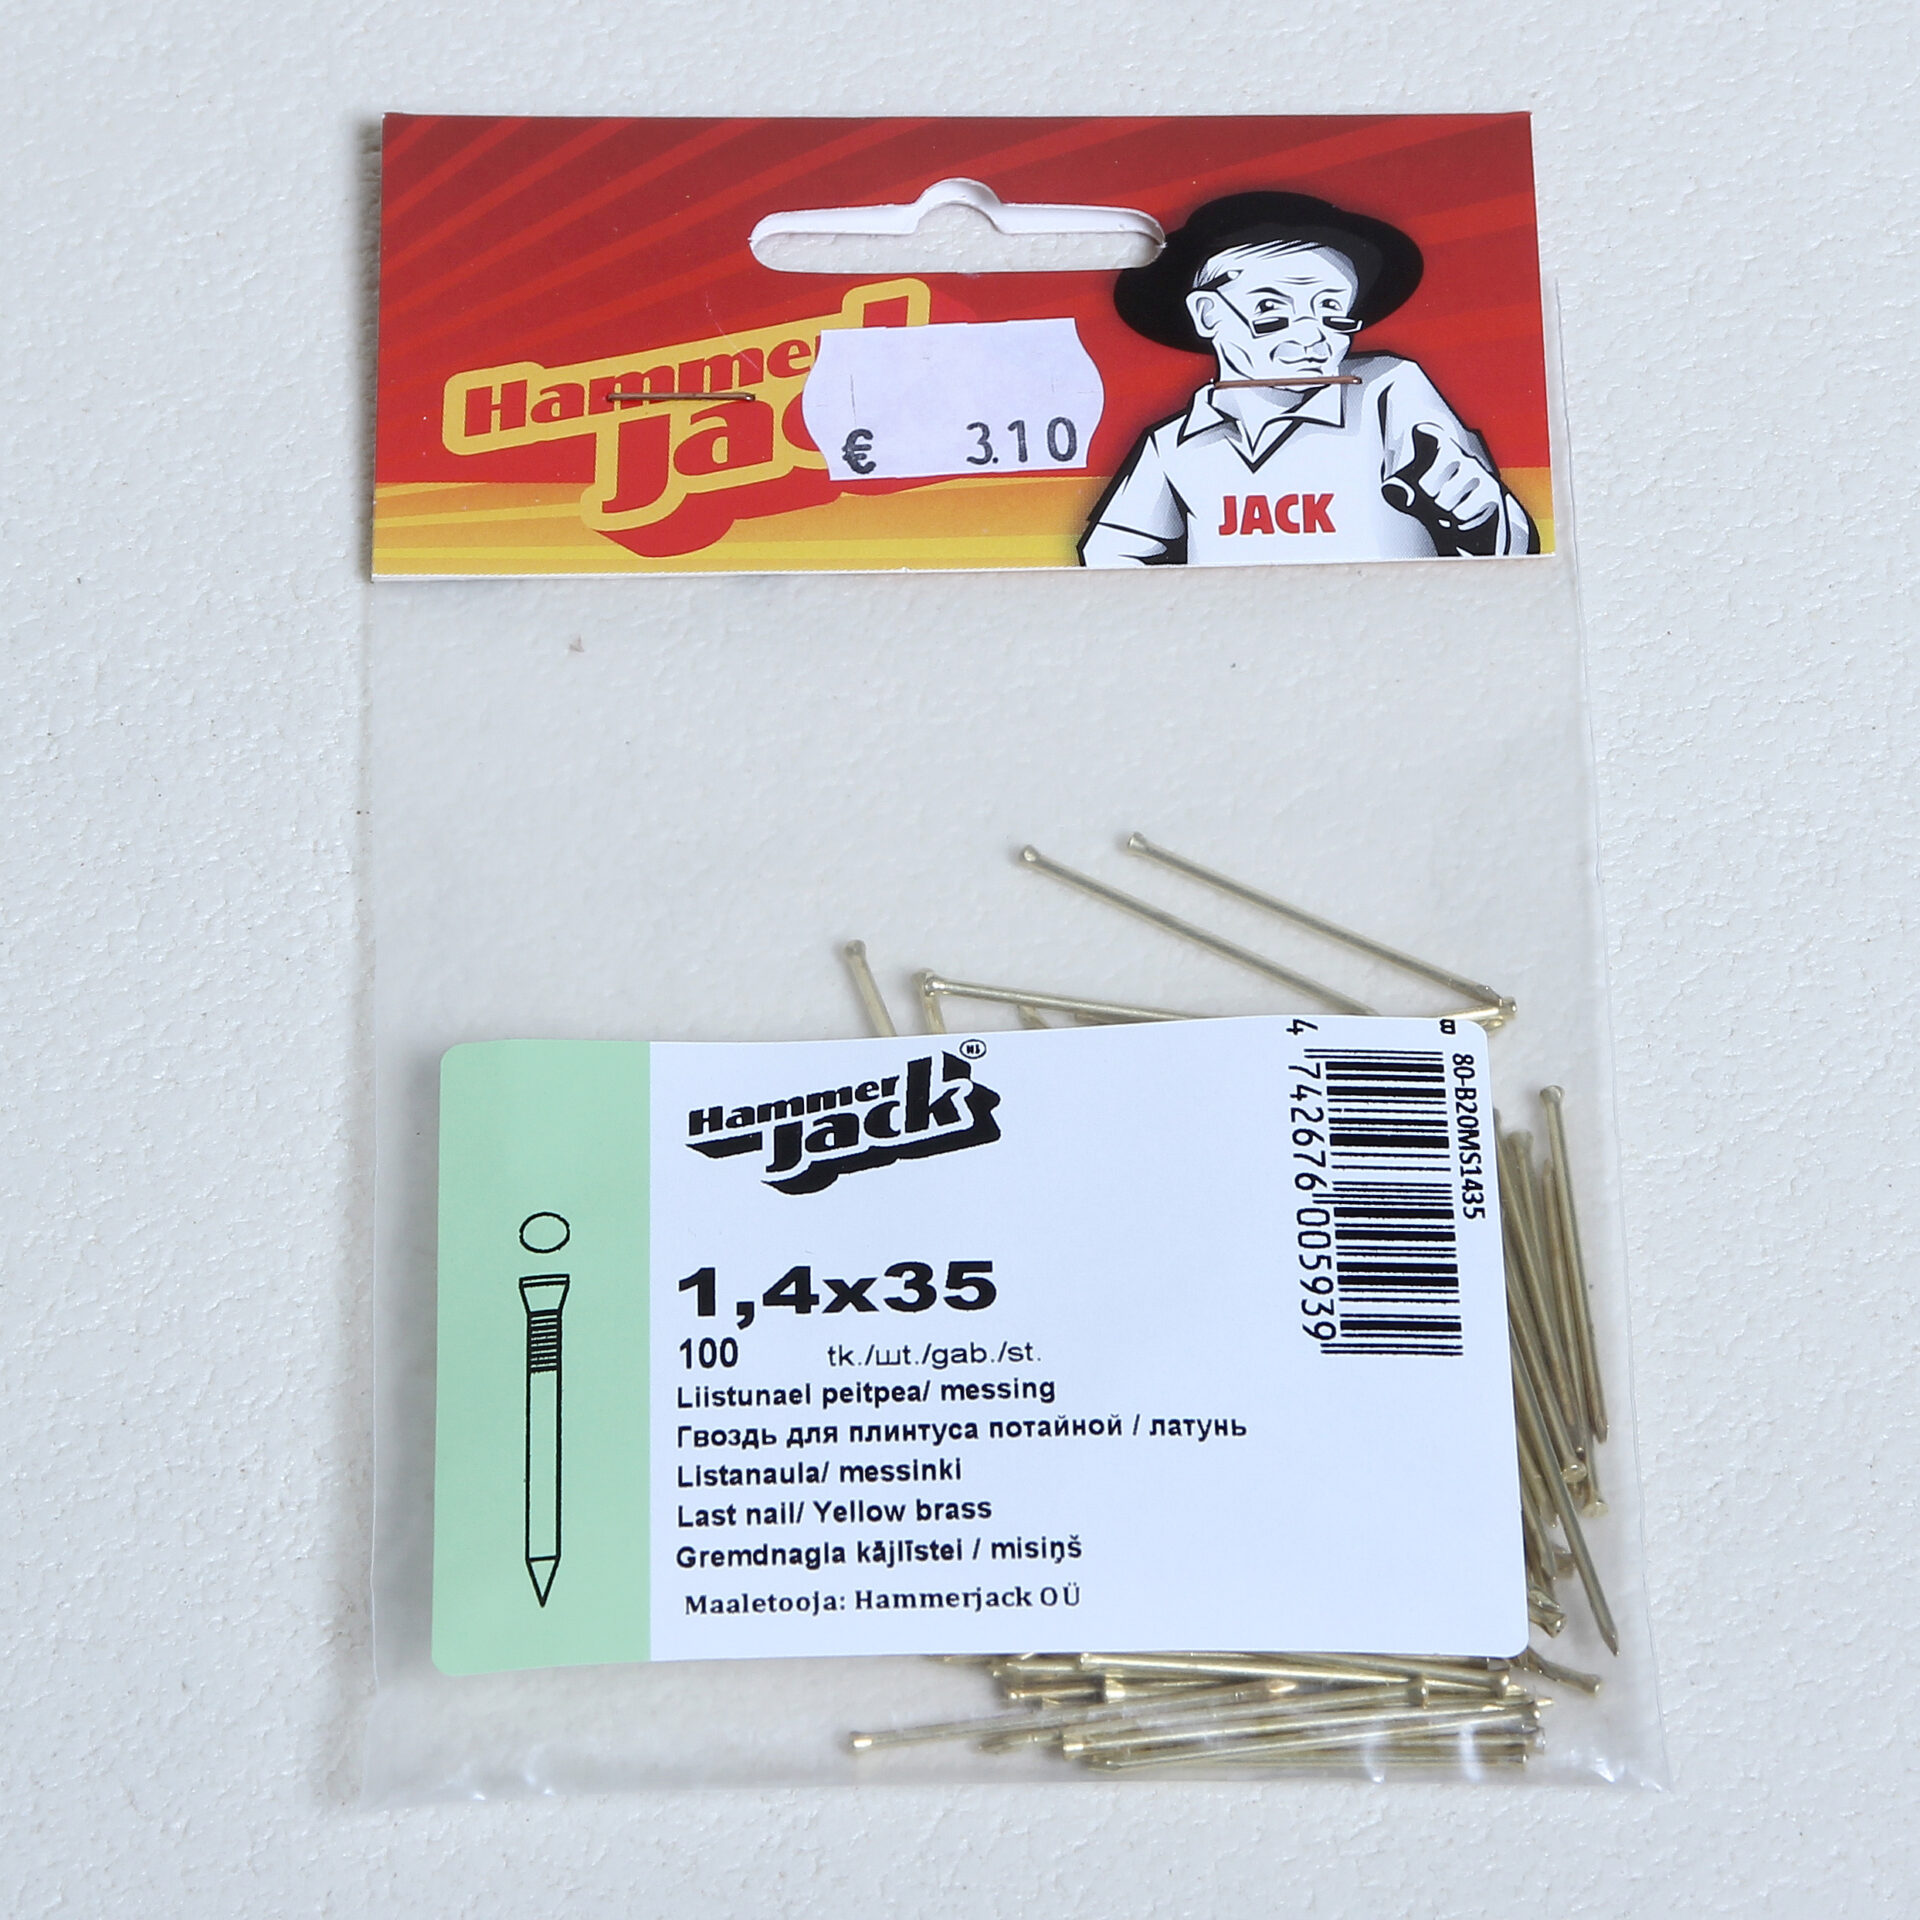 Hammer
Jack
€ 3.10
JACK
Hammer
Jack
HJ
1,4x35
100 tk./шт./gab./st.
Liistunael peitpea/ messing
Гвоздь для плинтуса потайной / латунь
Listanaula/ messinki
Last nail/ Yellow brass
Gremdnagla kājlīstei / misiņš
Maaletooja: Hammerjack OÜ
80-B20MS1435
4 742676 005939